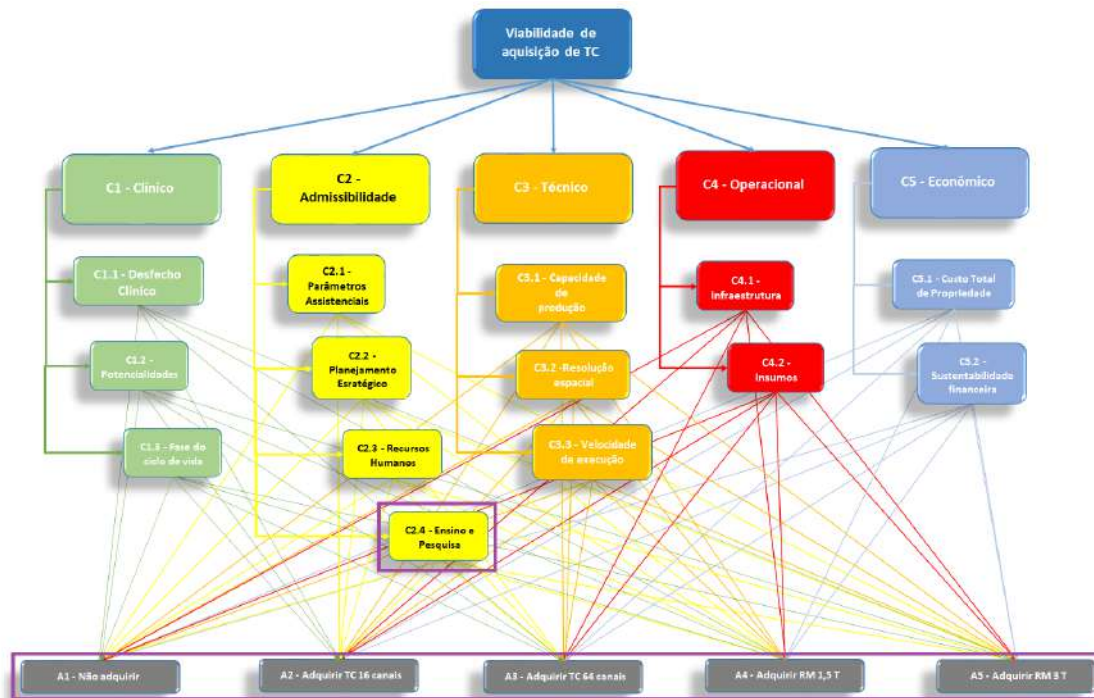 Viabilidade de
aquisição de TC
C1 - Clínico
C2 -
Admissibilidade
C3 - Técnico
C4 - Operacional
C5 - Econômico
C1.1 - Desfecho
Clínico
C2.1 -
Parâmetros
Assistenciais
C3.1 - Capacidade
de
produção
C4.1 -
Infraestrutura
C5.1 - Custo Total
de Propriedade
C1.2 -
Potencialidades
C2.2 -
Planejamento
Esratégico
C3.2 -Resolução
espacial
C4.2 -
Insumos
C5.2 -
Sustentabilidade
financeira
C1.3 - Fase do
ciclo de vida
C2.3 - Recursos
Humanos
C3.3 - Velocidade
de execução
C2.4 - Ensino e
Pesquisa
A1 - Não adquirir
A2 - Adquirir TC 16 canais
A3 - Adquirir TC 64 canais
A4 - Adquirir RM 1,5 T
A5 - Adquirir RM 3 T